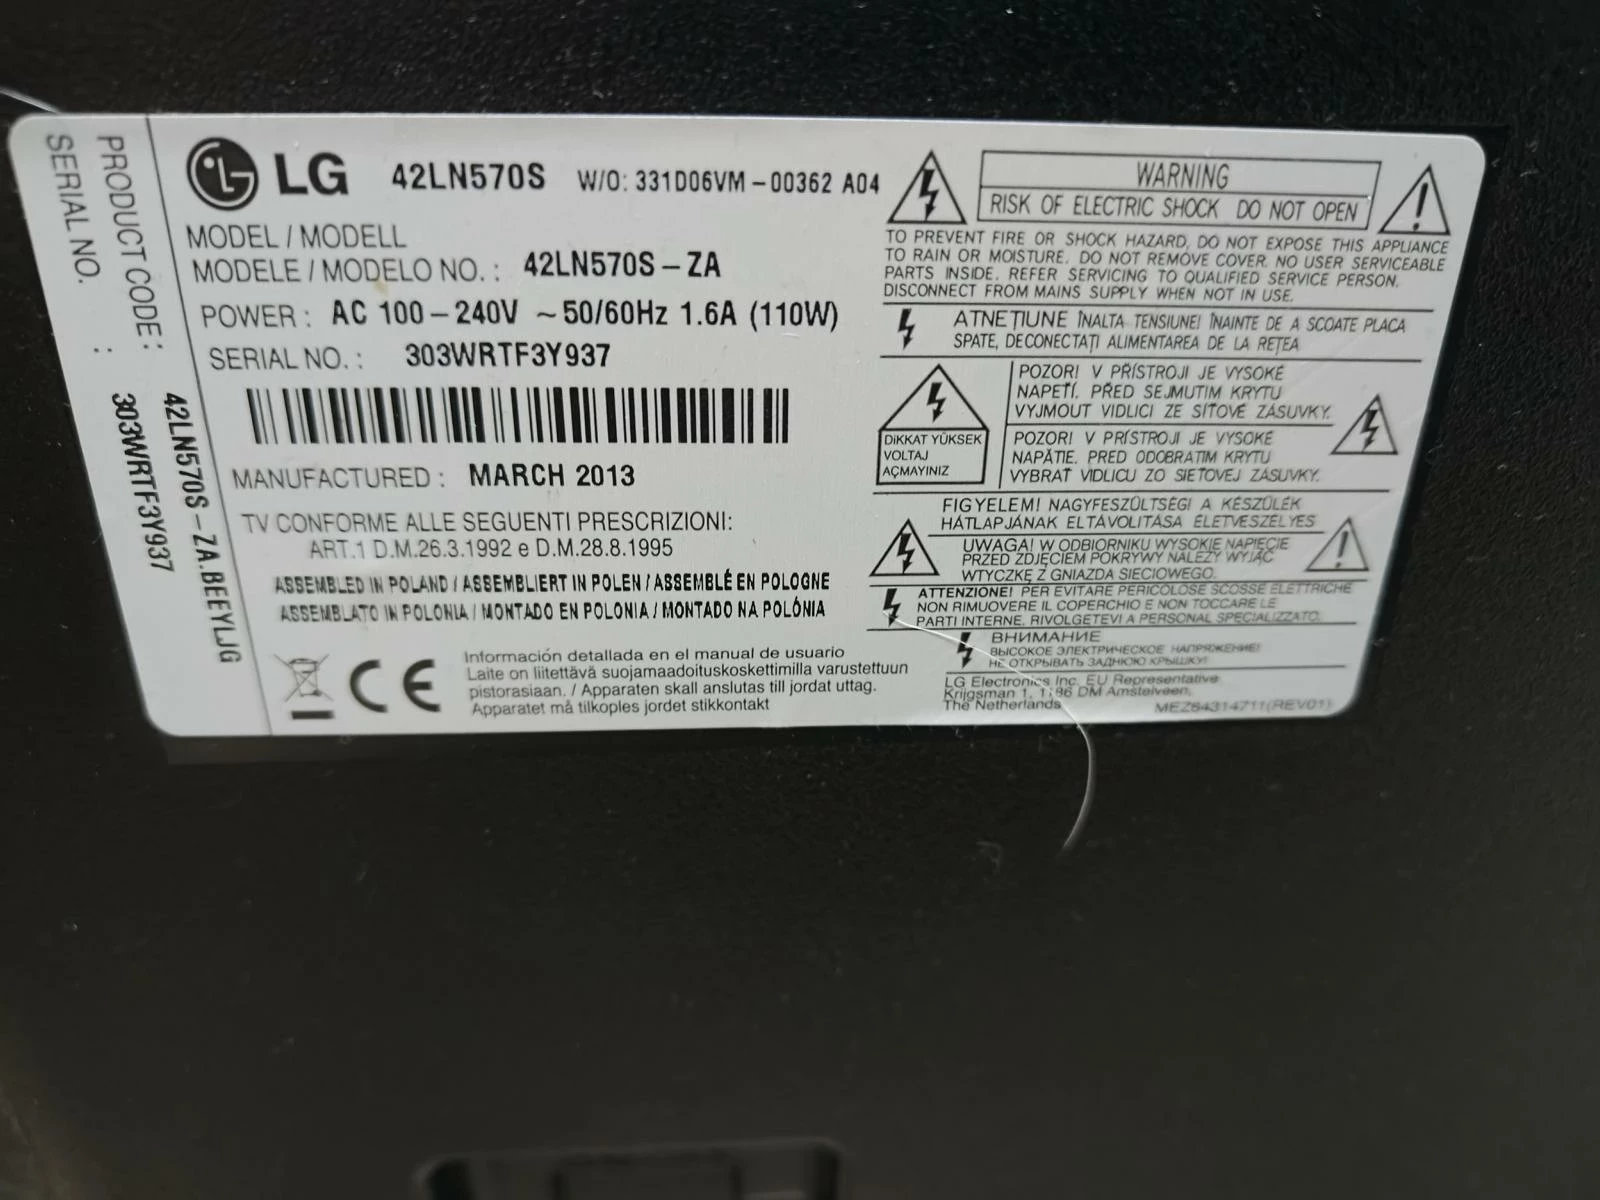 PRODUCT CODE : 42LN570S - ZA.BEEYLJG
SERIAL NO. : 303WRTF3Y937
LG 42LN570S W/O: 331D06VM - 00362 A04
MODEL / MODELL
MODELE / MODELO NO. : 42LN570S - ZA
POWER : AC 100 - 240V ~ 50/60Hz 1.6A (110W)
SERIAL NO. : 303WRTF3Y937
MANUFACTURED : MARCH 2013
TV CONFORME ALLE SEGUENTI PRESCRIZIONI:
ART.1 D.M.26.3.1992 e D.M.28.8.1995
ASSEMBLED IN POLAND / ASSEMBLIERT IN POLEN / ASSEMBLÉ EN POLOGNE
ASSEMBLATO IN POLONIA / MONTADO EN POLONIA / MONTADO NA POLÓNIA
CE
Información detallada en el manual de usuario
Laite on liitettävä suojamaadoituskoskettimilla varustettuun
pistorasiaan. / Apparaten skall anslutas till jordat uttag.
Apparatet må tilkoples jordet stikkontakt
WARNING
RISK OF ELECTRIC SHOCK DO NOT OPEN
TO PREVENT FIRE OR SHOCK HAZARD, DO NOT EXPOSE THIS APPLIANCE
TO RAIN OR MOISTURE. DO NOT REMOVE COVER. NO USER SERVICEABLE
PARTS INSIDE. REFER SERVICING TO QUALIFIED SERVICE PERSON.
DISCONNECT FROM MAINS SUPPLY WHEN NOT IN USE.
ATNEȚIUNE ÎNALTA TENSIUNE! ÎNAINTE DE A SCOATE PLACA
SPATE, DECONECTAȚI ALIMENTAREA DE LA REȚEA
DIKKAT YÜKSEK
VOLTAJ
AÇMAYINIZ
POZOR! V PŘÍSTROJI JE VYSOKÉ
NAPĚTÍ. PŘED SEJMUTIM KRYTU
VYJMOUT VIDLICI ZE SÍŤOVÉ ZÁSUVKY.
POZOR! V PRÍSTROJI JE VYSOKÉ
NAPÄTIE. PRED ODOBRATIM KRYTU
VYBRAŤ VIDLICU ZO SIEŤOVEJ ZÁSUVKY.
FIGYELEM! NAGYFESZÜLTSÉG! A KÉSZÜLÉK
HÁTLAPJÁNAK ELTÁVOLITÁSA ÉLETVESZÉLYES
UWAGA! W ODBIORNIKU WYSOKIE NAPIĘCIE
PRZED ZDJĘCIEM POKRYWY NALEŻY WYJĄĆ
WTYCZKĘ Z GNIAZDA SIECIOWEGO.
ATTENZIONE! PER EVITARE PERICOLOSE SCOSSE ELETTRICHE
NON RIMUOVERE IL COPERCHIO E NON TOCCARE LE
PARTI INTERNE, RIVOLGETEVI A PERSONAL SPECIALIZZATO.
ВНИМАНИЕ
ВЫСОКОЕ ЭЛЕКТРИЧЕСКОЕ НАПРЯЖЕНИЕ!
НЕ ОТКРЫВАТЬ ЗАДНЮЮ КРЫШКУ!
LG Electronics Inc. EU Representative
Krijgsman 1, 1186 DM Amstelveen,
The Netherlands
MEZ64314711(REV01)